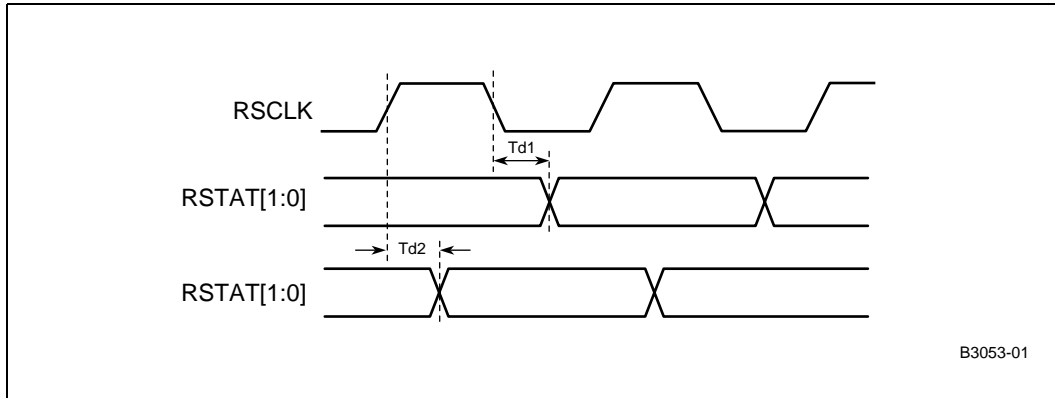 RSCLK
Td1
RSTAT[1:0]
Td2
RSTAT[1:0]
B3053-01